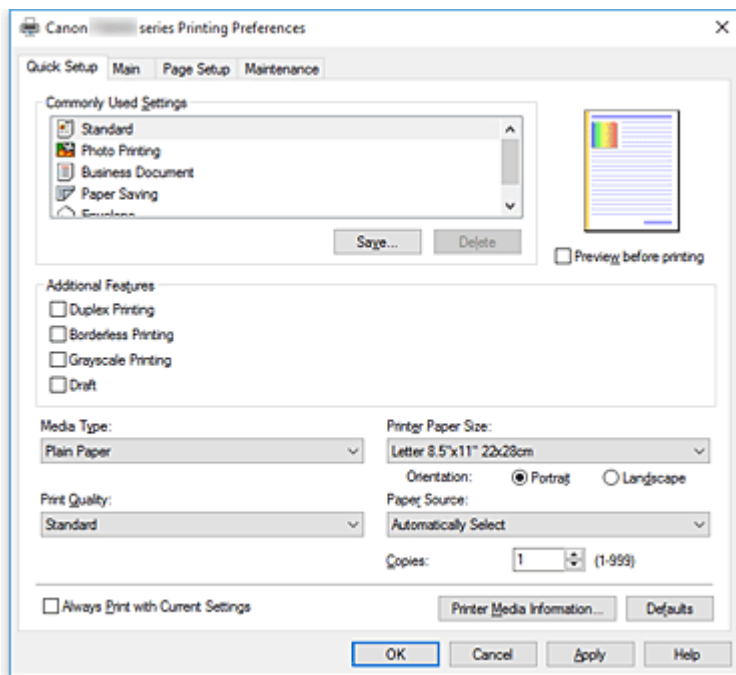 Canon series Printing Preferences
Quick Setup Main Page Setup Maintenance
Commonly Used Settings
Standard
Photo Printing
Business Document
Paper Saving
Envelope
Save... Delete
Preview before printing
Additional Features
Duplex Printing
Borderless Printing
Grayscale Printing
Draft
Media Type: Printer Paper Size:
Plain Paper Letter 8.5"x11" 22x28cm
Orientation: Portrait Landscape
Print Quality: Paper Source:
Standard Automatically Select
Copies: 1 (1-999)
Always Print with Current Settings Printer Media Information... Defaults
OK Cancel Apply Help